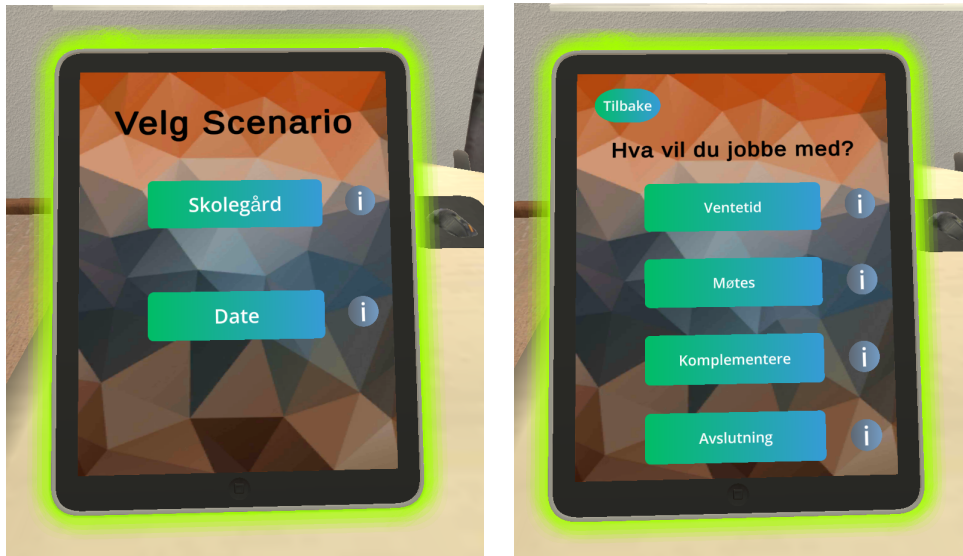 Velg Scenario
Skolegård
i
Date
i
Tilbake
Hva vil du jobbe med?
Ventetid
i
Møtes
i
Komplementere
i
Avslutning
i